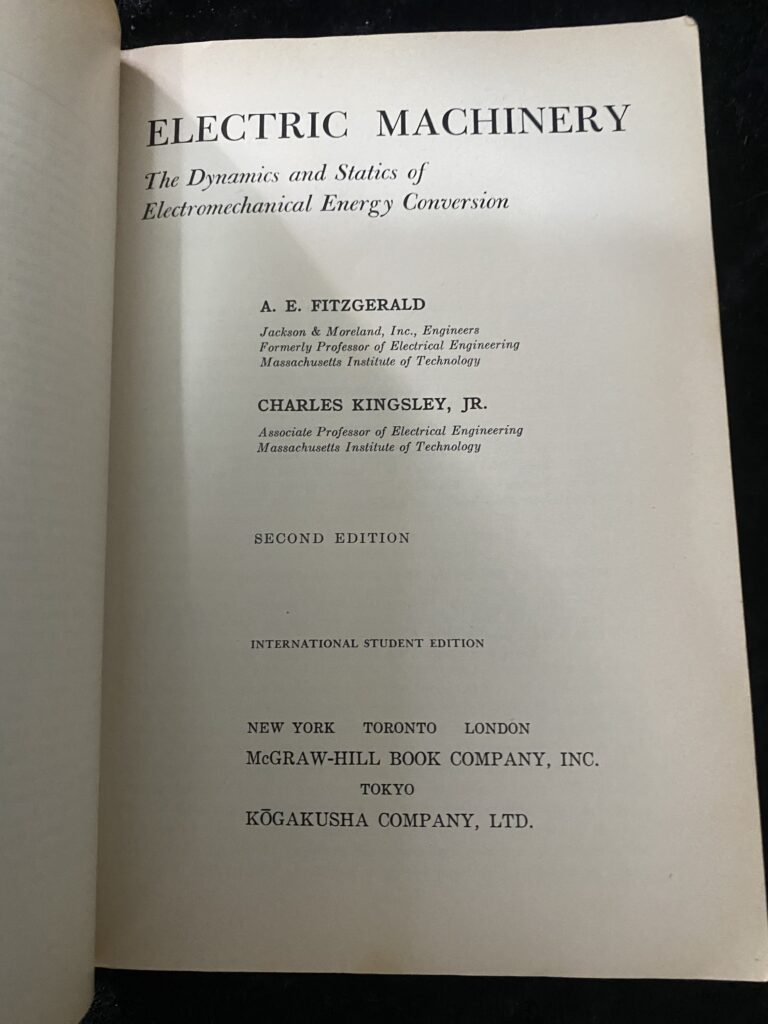 ELECTRIC MACHINERY
The Dynamics and Statics of
Electromechanical Energy Conversion
A. E. FITZGERALD
Jackson & Moreland, Inc., Engineers
Formerly Professor of Electrical Engineering
Massachusetts Institute of Technology
CHARLES KINGSLEY, JR.
Associate Professor of Electrical Engineering
Massachusetts Institute of Technology
SECOND EDITION
INTERNATIONAL STUDENT EDITION
NEW YORK TORONTO LONDON
McGRAW-HILL BOOK COMPANY, INC.
TOKYO
KŌGAKUSHA COMPANY, LTD.